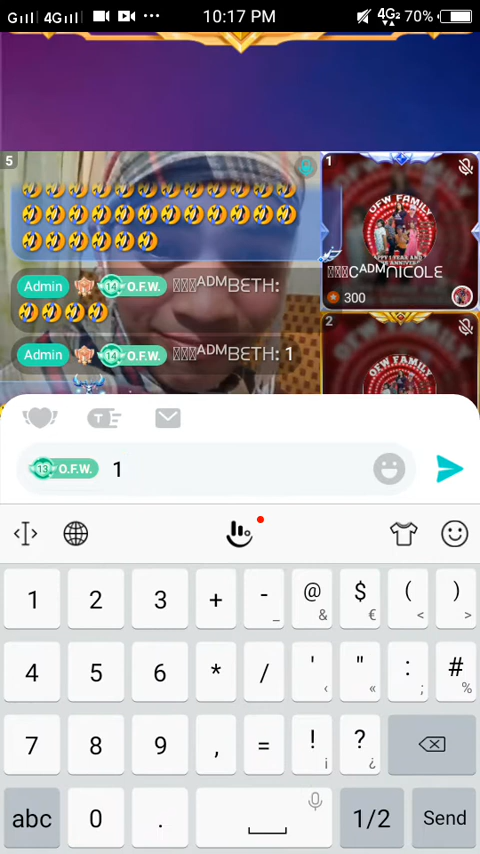 4G 4G 10:17 PM 4G2 70%
5
1
Admin 14 O.F.W. ᴬᴰᴹBETH:
🤣🤣🤣🤣
Admin 14 O.F.W. ᴬᴰᴹBETH: 1
OFW FAMILY
CᴬᴰᴹNICOLE
300
2
OFW FAMILY
T
13 O.F.W. 1
1 2 3 + - _ @ & $ € ( < ) >
4 5 6 * / ' ‹ " « : ; # %
7 8 9 , = ! ¡ ? ¿
abc 0 . 1/2 Send